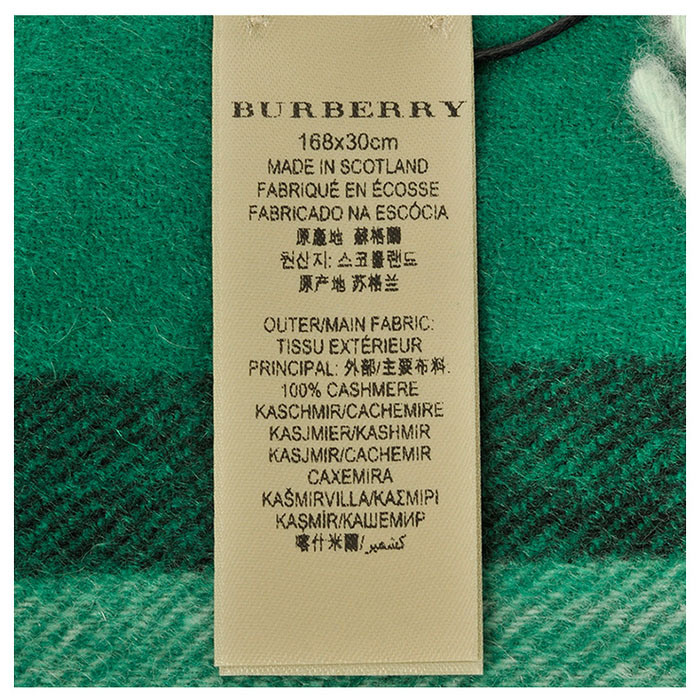 BURBERRY
168x30cm
MADE IN SCOTLAND
FABRIQUÉ EN ÉCOSSE
FABRICADO NA ESCÓCIA
原產地 蘇格蘭
원산지: 스코틀랜드
原产地 苏格兰
OUTER/MAIN FABRIC:
TISSU EXTÉRIEUR
PRINCIPAL: 外部/主要布料.
100% CASHMERE
KASCHMIR/CACHEMIRE
KASJMIER/KASHMIR
KASJMIR/CACHEMIR
CAXEMIRA
KAŠMIRVILLA/ΚΑΣΜΙΡΙ
KAŞMİR/КАШЕМИР
喀什米爾/كشمير